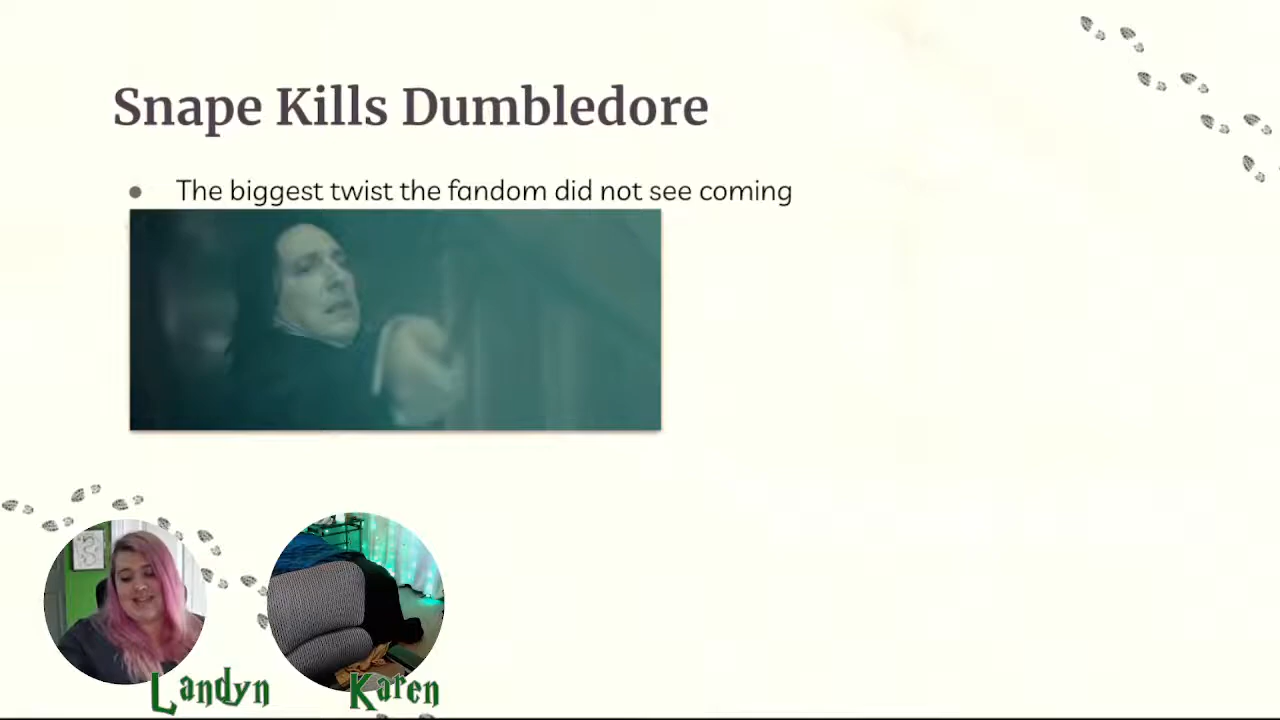 Snape Kills Dumbledore
The biggest twist the fandom did not see coming
Landyn
Karen